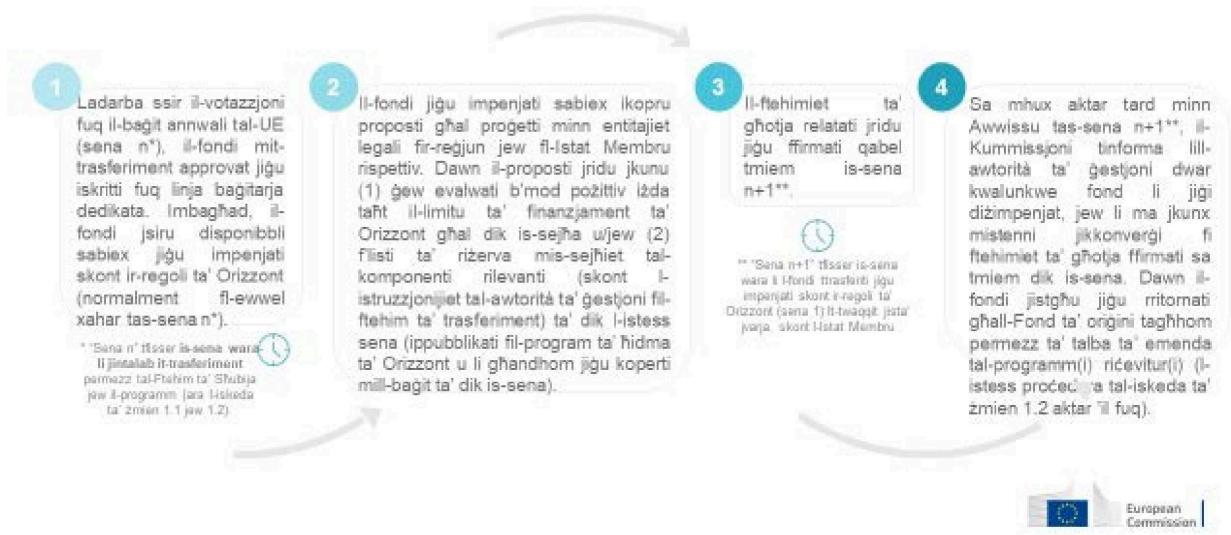 1
Ladarba ssir il-votazzjoni
fuq il-baġit annwali tal-UE
(sena n*), il-fondi mit-
trasferiment approvat jiġu
iskritti fuq linja baġitarja
dedikata. Imbagħad, il-
fondi jsiru disponibbli
sabiex jiġu impenjati
skont ir-regoli ta' Orizzont
(normalment fl-ewwel
xahar tas-sena n*).
* "Sena n" tfisser is-sena wara
li jintalab it-trasferiment
permezz tal-Ftehim ta' Sħubija
jew il-programm (ara l-iskeda
ta' żmien 1.1 jew 1.2)
2
Il-fondi jiġu impenjati sabiex ikopru
proposti għal proġetti minn entitajiet
legali fir-reġjun jew fl-Istat Membru
rispettiv. Dawn il-proposti jridu jkunu
(1) ġew evalwati b'mod pożittiv iżda
taħt il-limitu ta' finanzjament ta'
Orizzont għal dik is-sejħa u/jew (2)
f'listi ta' riżerva mis-sejħiet tal-
komponenti rilevanti (skont l-
istruzzjonijiet tal-awtorità ta' ġestjoni fil-
ftehim ta' trasferiment) ta' dik l-istess
sena (ippubblikati fil-program ta' ħidma
ta' Orizzont u li għandhom jiġu koperti
mill-baġit ta' dik is-sena).
3
Il-ftehimiet ta'
għotja relatati jridu
jiġu ffirmati qabel
tmiem is-sena
n+1**.
** "Sena n+1" tfisser is-sena
wara li l-fondi ttrasferiti jiġu
impenjati skont ir-regoli ta'
Orizzont (sena 1) It-twaqqit jista'
jvarja, skont l-Istat Membru
4
Sa mhux aktar tard minn
Awwissu tas-sena n+1**, il-
Kummissjoni tinforma lill-
awtorità ta' ġestjoni dwar
kwalunkwe fond li jiġi
diżimpenjat, jew li ma jkunx
mistenni jikkonverġi fi
ftehimiet ta' għotja ffirmati sa
tmiem dik is-sena. Dawn il-
fondi jistgħu jiġu rritornati
għall-Fond ta' oriġini tagħhom
permezz ta' talba ta' emenda
tal-programm(i) riċevitur(i) (l-
istess tal-iskeda ta'
żmien 1.2 aktar 'il fuq).
European
Commission